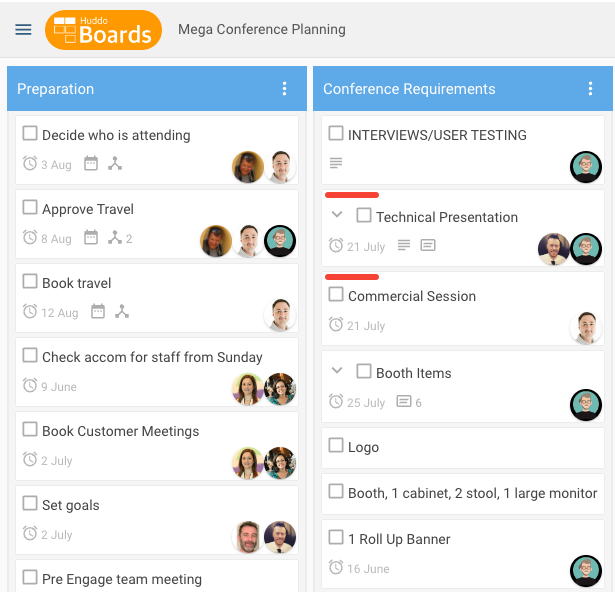 Huddo
Boards
Mega Conference Planning
Preparation
Decide who is attending
3 Aug
Approve Travel
8 Aug
2
Book travel
12 Aug
Check accom for staff from Sunday
9 June
Book Customer Meetings
2 July
Set goals
2 July
Pre Engage team meeting
Conference Requirements
INTERVIEWS/USER TESTING
Technical Presentation
21 July
Commercial Session
21 July
Booth Items
25 July
6
Logo
Booth, 1 cabinet, 2 stool, 1 large monitor
1 Roll Up Banner
16 June